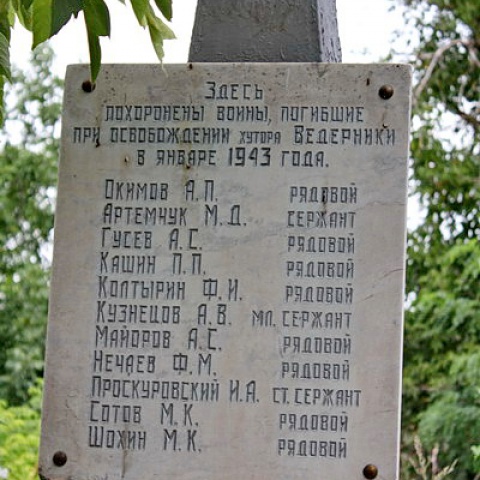 Здесь
похоронены воины, погибшие
при освобождении хутора Ведерники
в январе 1943 года.
Окимов А.П. рядовой
Артемчук М.Д. сержант
Гусев А.С. рядовой
Кашин П.П. рядовой
Колтырин Ф.И. рядовой
Кузнецов А.В. мл. сержант
Майоров А.С. рядовой
Нечаев Ф.М. рядовой
Проскуровский И.А. ст. сержант
Сотов М.К. рядовой
Шохин М.К. рядовой